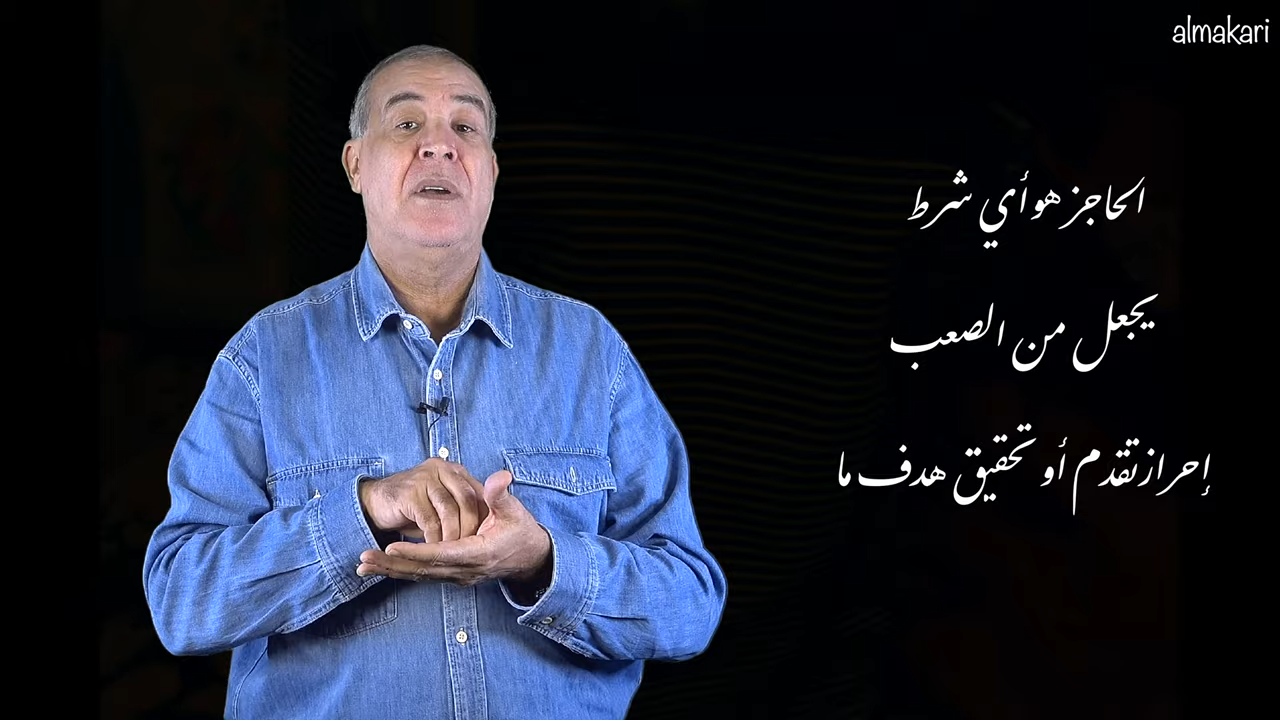 almakari
الحاجز هو أي شرط
يجعل من الصعب
إحراز تقدم أو تحقيق هدف ما